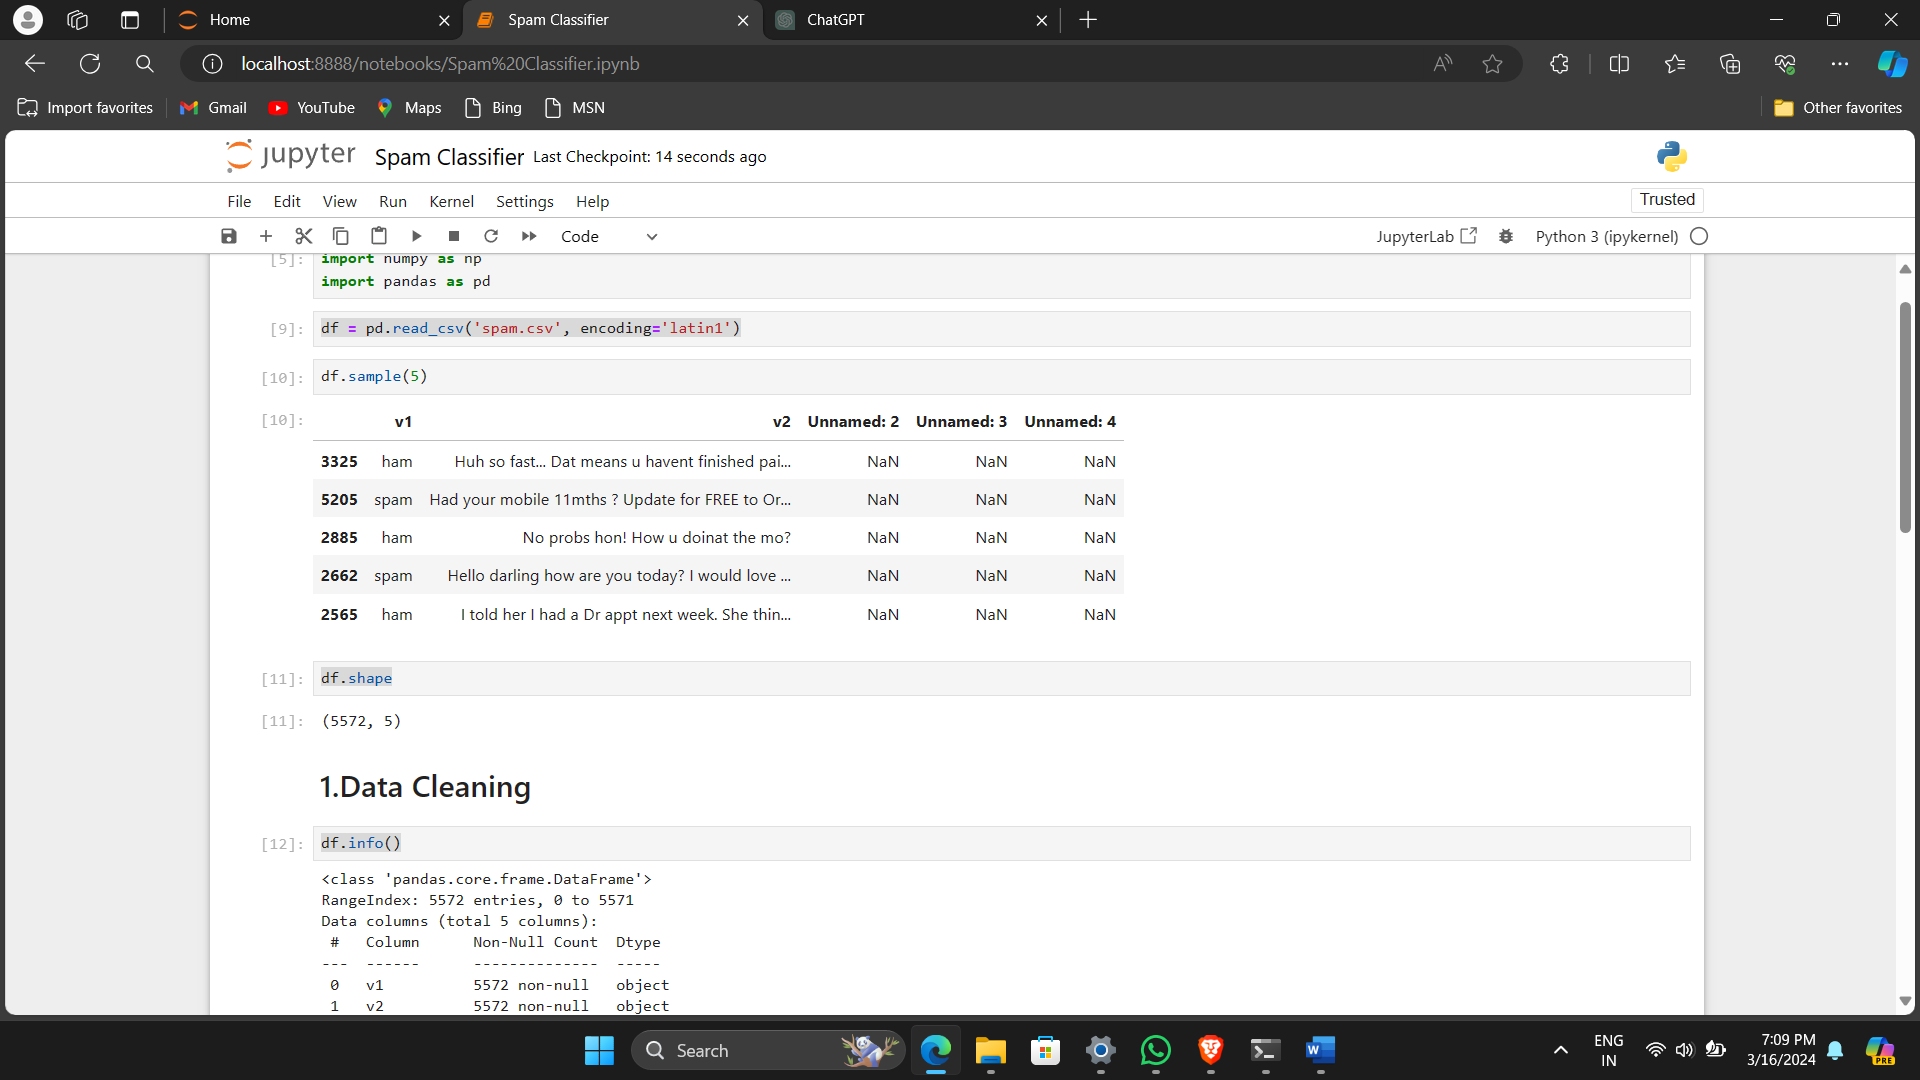 Home
Spam Classifier
ChatGPT
localhost:8888/notebooks/Spam%20Classifier.ipynb
Import favorites
Gmail
YouTube
Maps
Bing
MSN
Other favorites
jupyter Spam Classifier Last Checkpoint: 14 seconds ago
File Edit View Run Kernel Settings Help
Trusted
Code
JupyterLab
Python 3 (ipykernel)
[5]: import numpy as np
import pandas as pd
[9]: df = pd.read_csv('spam.csv', encoding='latin1')
[10]: df.sample(5)
[10]: v1 v2 Unnamed: 2 Unnamed: 3 Unnamed: 4
3325 ham Huh so fast... Dat means u havent finished pai... NaN NaN NaN
5205 spam Had your mobile 11mths ? Update for FREE to Or... NaN NaN NaN
2885 ham No probs hon! How u doinat the mo? NaN NaN NaN
2662 spam Hello darling how are you today? I would love ... NaN NaN NaN
2565 ham I told her I had a Dr appt next week. She thin... NaN NaN NaN
[11]: df.shape
[11]: (5572, 5)
1.Data Cleaning
[12]: df.info()
<class 'pandas.core.frame.DataFrame'>
RangeIndex: 5572 entries, 0 to 5571
Data columns (total 5 columns):
# Column Non-Null Count Dtype
--- ------ -------------- -----
0 v1 5572 non-null object
1 v2 5572 non-null object
Search
ENG
IN
7:09 PM
3/16/2024
PRE